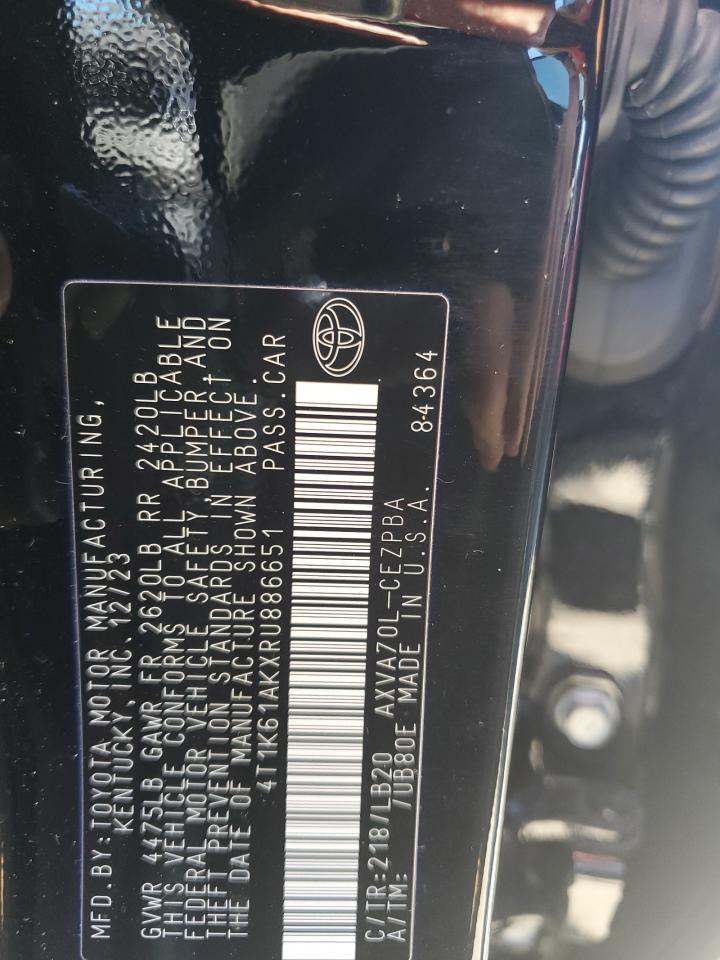 MFD.BY:TOYOTA MOTOR MANUFACTURING,
KENTUCKY, INC. 12/23
GVWR 4475LB GAWR FR 2620LB RR 2420LB
THIS VEHICLE CONFORMS TO ALL APPLICABLE
FEDERAL MOTOR VEHICLE SAFETY,BUMPER AND
THEFT PREVENTION STANDARDS IN EFFECT ON
THE DATE OF MANUFACTURE SHOWN ABOVE.
4T1K61AKXRU886651 PASS.CAR
C/TR:218/LB20 AXVA70L-CEZPBA
A/TM: /UB80E MADE IN U.S.A. 84364